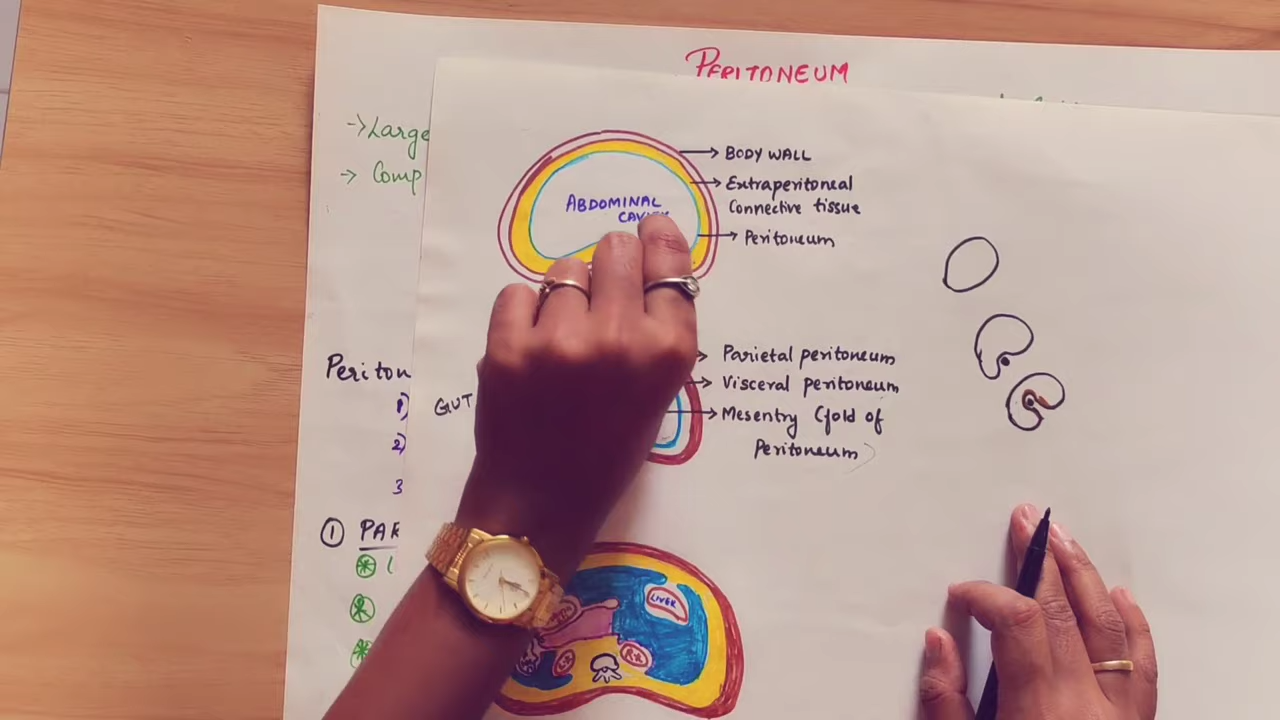 PERITONEUM
→ Large
→ Comp
BODY WALL
Extraperitoneal
Connective tissue
Peritoneum
ABDOMINAL
Periton
1)
2)
3
① PAR
GUT
Parietal peritoneum
Visceral peritoneum
Mesentry (fold of
Peritoneum)
LIVER